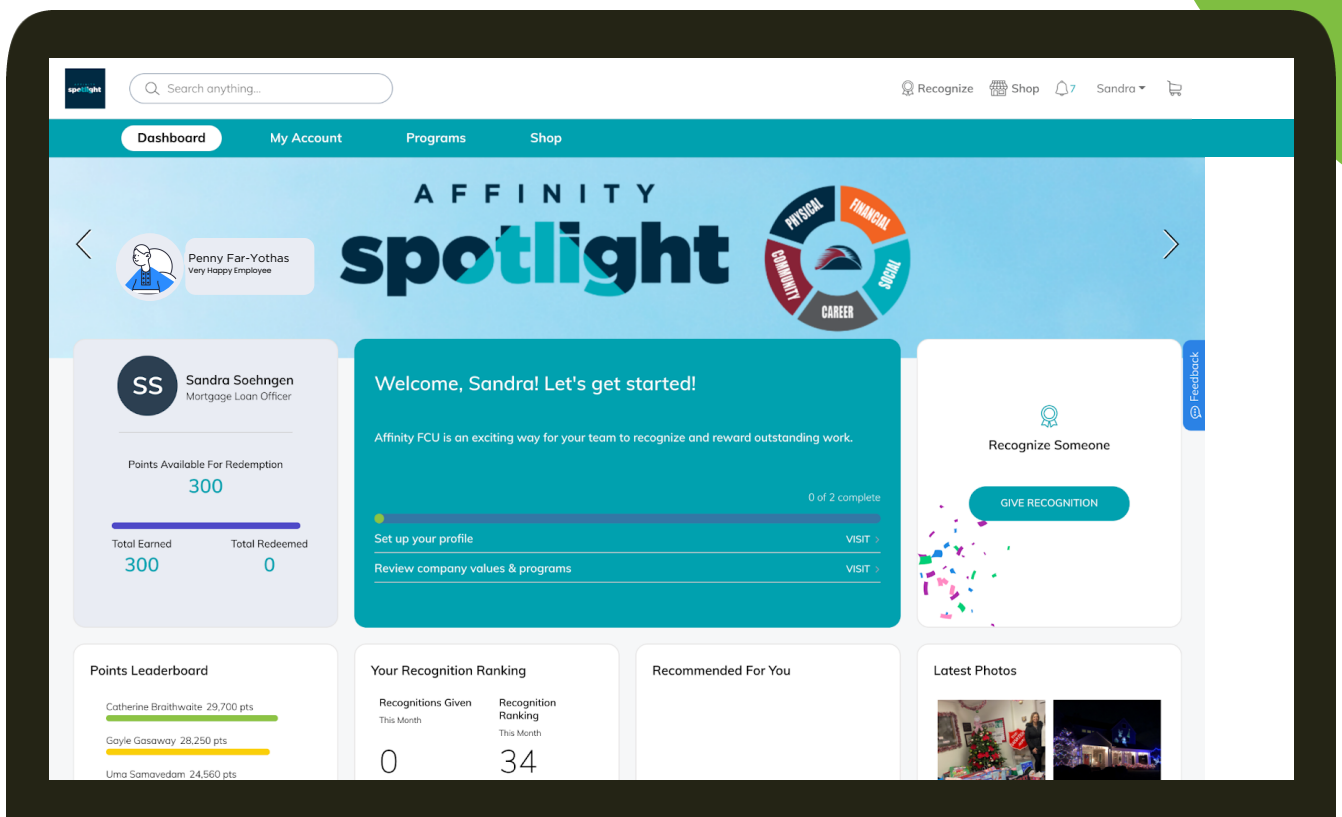 AFFINITY
spotlight
Search anything...
Recognize
Shop
7
Sandra
Dashboard
My Account
Programs
Shop
AFFINITY
spotlight
PHYSICAL
FINANCIAL
SOCIAL
CAREER
COMMUNITY
Penny Far-Yothas
Very Happy Employee
Feedback
SS
Sandra Soehngen
Mortgage Loan Officer
Points Available For Redemption
300
Total Earned
Total Redeemed
300
0
Welcome, Sandra! Let's get started!
Affinity FCU is an exciting way for your team to recognize and reward outstanding work.
0 of 2 complete
Set up your profile
VISIT
Review company values & programs
VISIT
Recognize Someone
GIVE RECOGNITION
Points Leaderboard
Catherine Braithwaite 29,700 pts
Gayle Gasaway 28,250 pts
Uma Samavedam 24,560 pts
Your Recognition Ranking
Recognitions Given
This Month
0
Recognition
Ranking
This Month
34
Recommended For You
Latest Photos